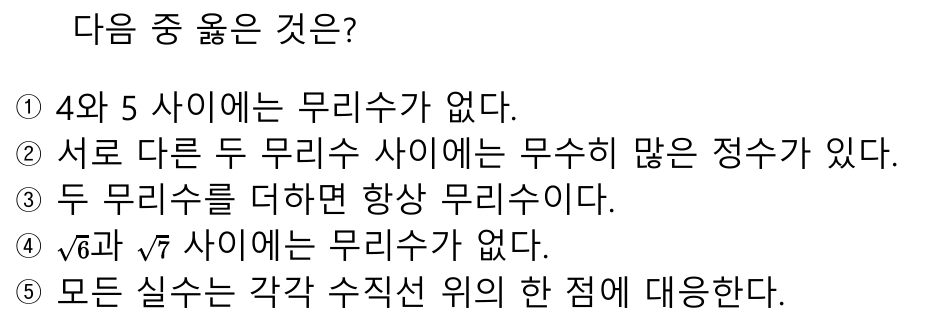 다음 중 옳은 것은?
① 4와 5 사이에는 무리수가 없다.
② 서로 다른 두 무리수 사이에는 무수히 많은 정수가 있다.
③ 두 무리수를 더하면 항상 무리수이다.
④ √6과 √7 사이에는 무리수가 없다.
⑤ 모든 실수는 각각 수직선 위의 한 점에 대응한다.